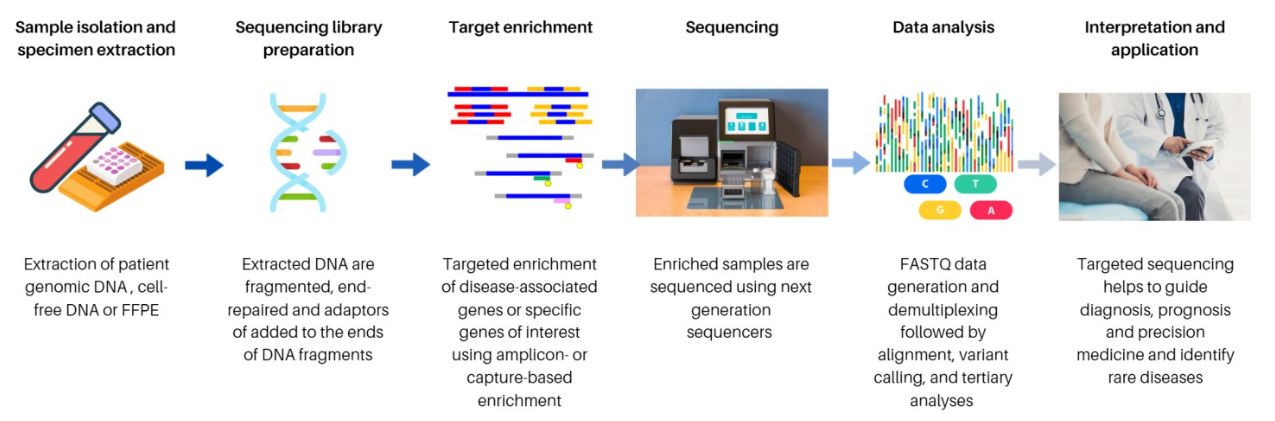 Sample isolation and
specimen extraction
Sequencing library
preparation
Target enrichment
Sequencing
Data analysis
Interpretation and
application
C
T
G
A
Extraction of patient
genomic DNA , cell-
free DNA or FFPE
Extracted DNA are
fragmented, end-
repaired and adaptors
of added to the ends
of DNA fragments
Targeted enrichment
of disease-associated
genes or specific
genes of interest
using amplicon- or
capture-based
enrichment
Enriched samples are
sequenced using next
generation
sequencers
FASTQ data
generation and
demultiplexing
followed by
alignment, variant
calling, and tertiary
analyses
Targeted sequencing
helps to guide
diagnosis, prognosis
and precision
medicine and identify
rare diseases